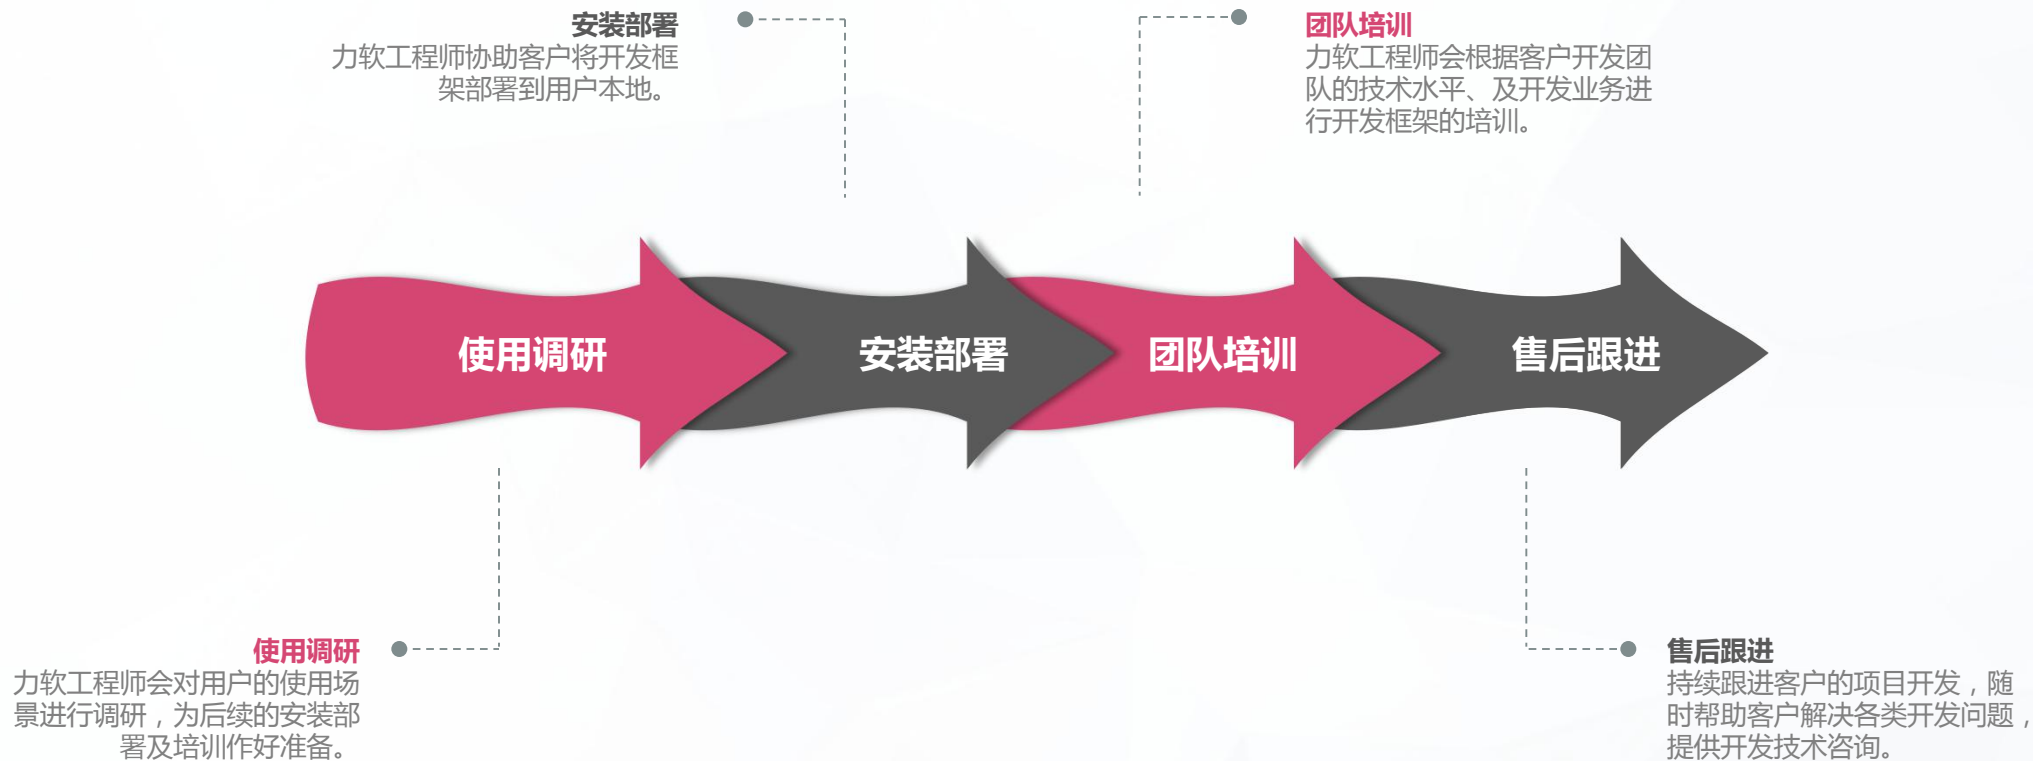 安装部署
力软工程师协助客户将开发框
架部署到用户本地。
团队培训
力软工程师会根据客户开发团
队的技术水平、及开发业务进
行开发框架的培训。
使用调研
安装部署
团队培训
售后跟进
使用调研
力软工程师会对用户的使用场
景进行调研，为后续的安装部
署及培训作好准备。
售后跟进
持续跟进客户的项目开发，随
时帮助客户解决各类开发问题，
提供开发技术咨询。